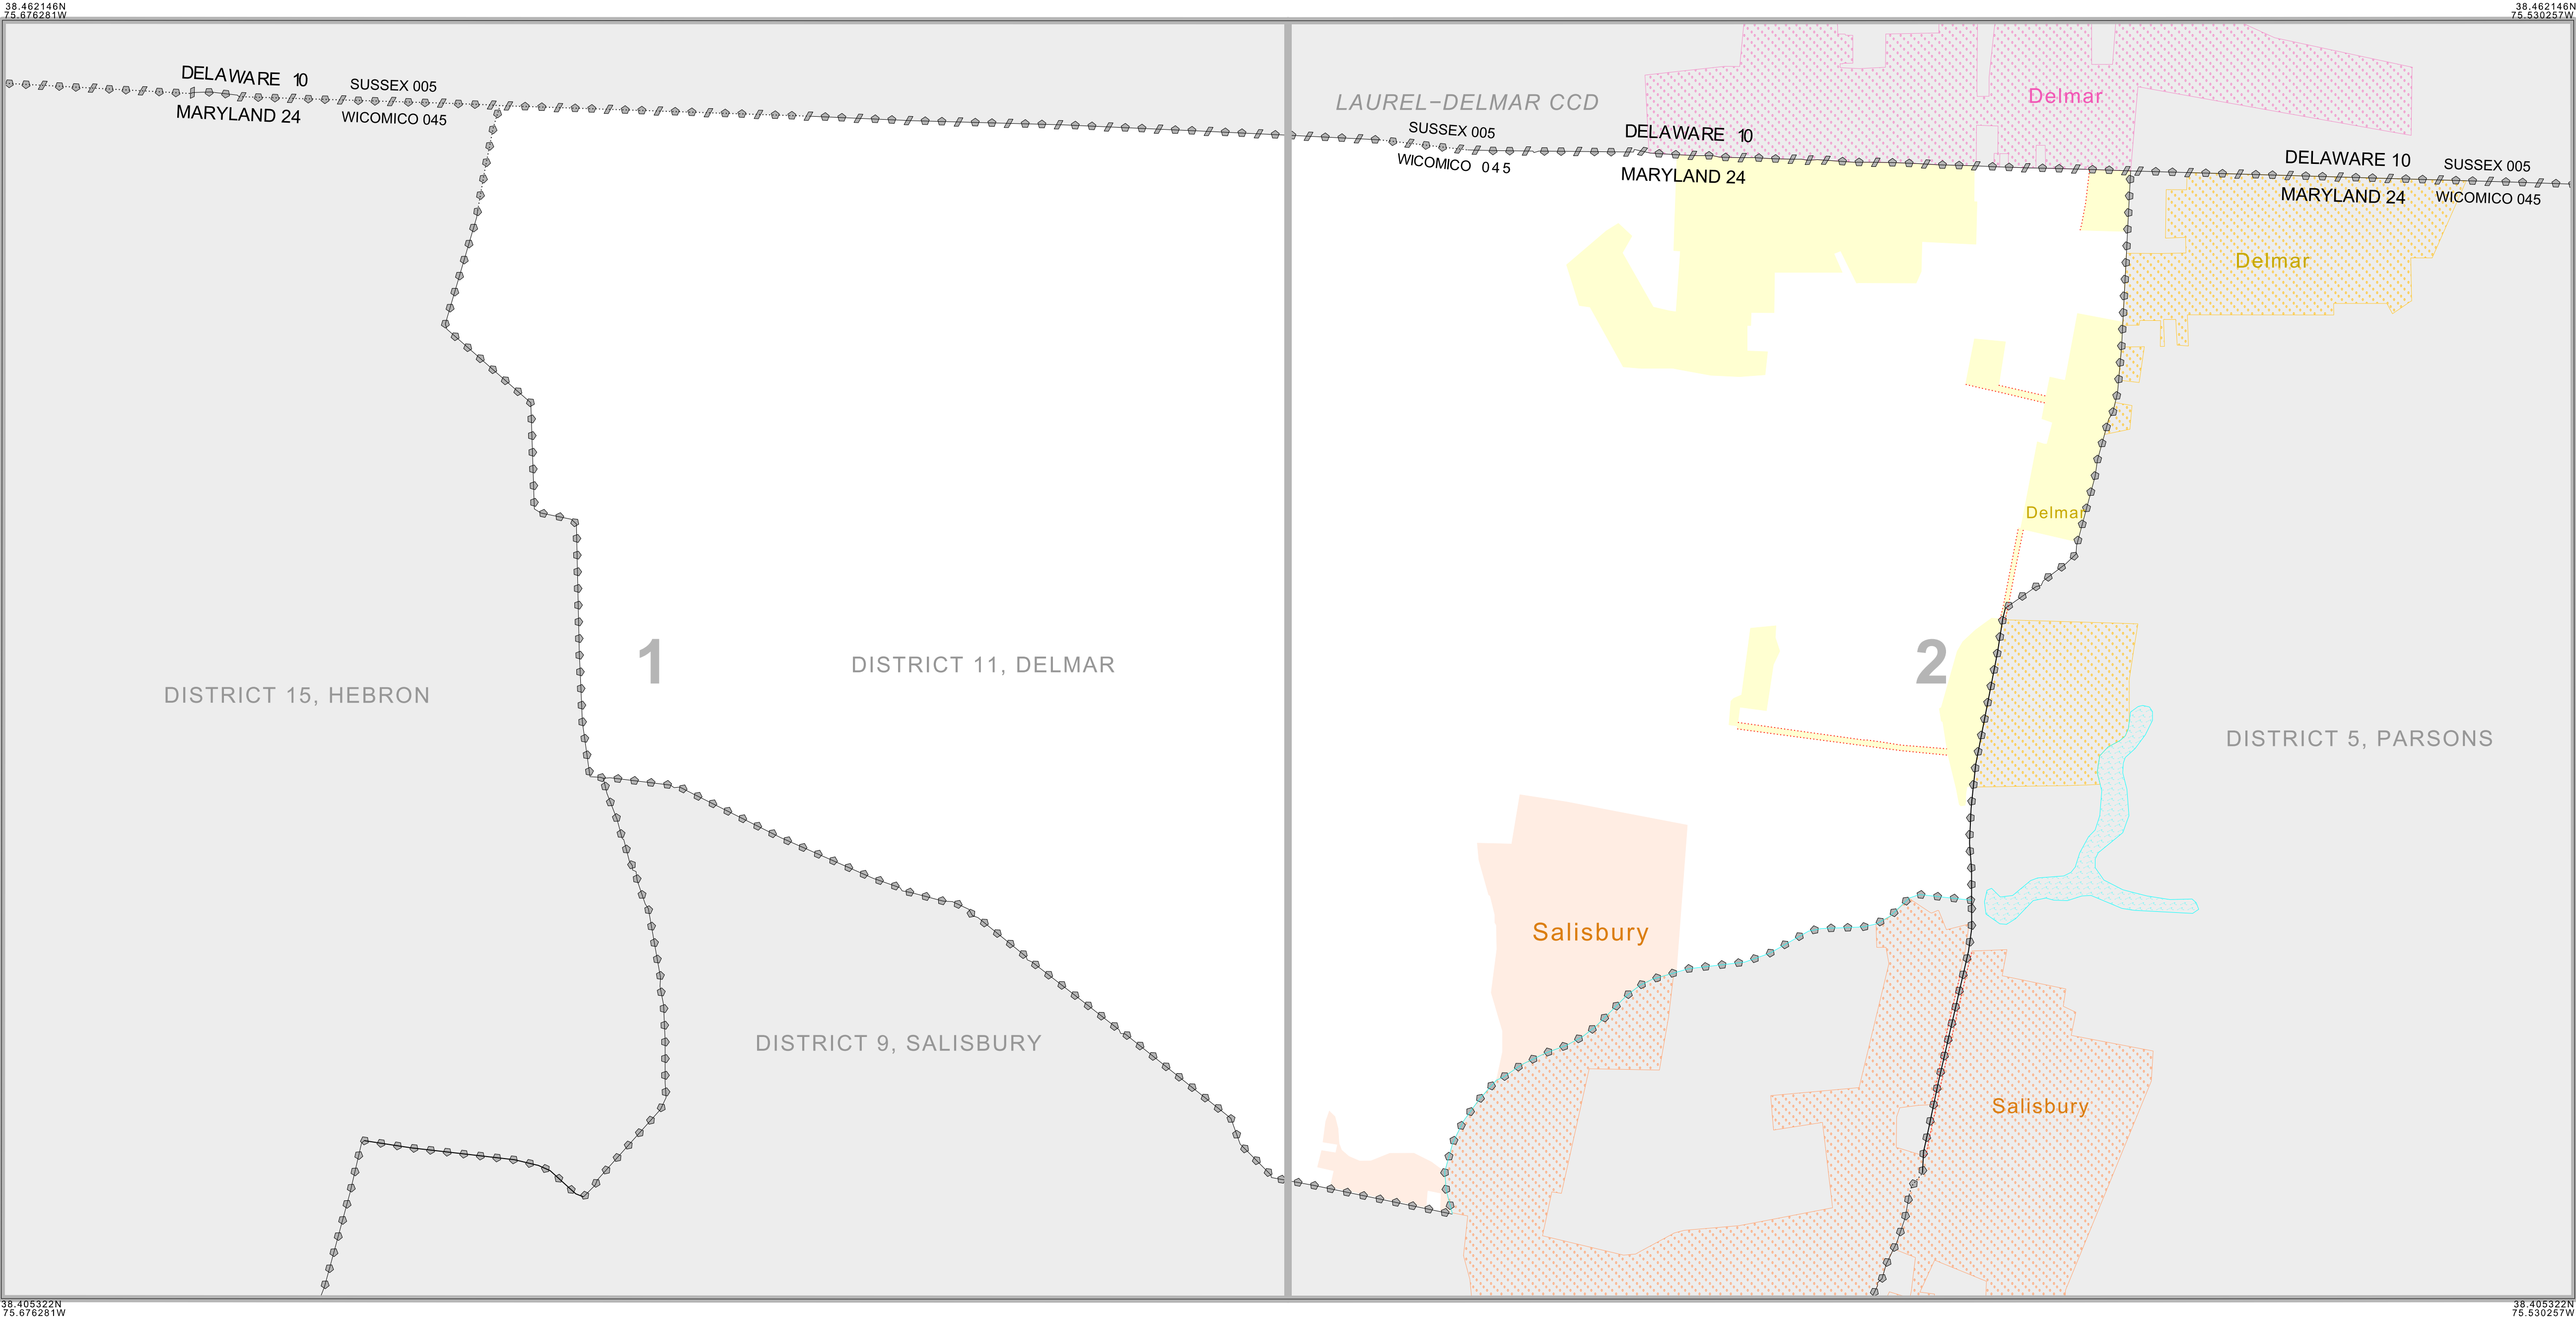 38.462146N
75.676281W
38.462146N
75.530257W
DELAWARE 10
SUSSEX 005
MARYLAND 24
WICOMICO 045
LAUREL-DELMAR CCD
SUSSEX 005
WICOMICO 045
DELAWARE 10
MARYLAND 24
Delmar
DELAWARE 10
SUSSEX 005
MARYLAND 24
WICOMICO 045
Delmar
Delmar
1
DISTRICT 11, DELMAR
2
DISTRICT 15, HEBRON
DISTRICT 5, PARSONS
Salisbury
DISTRICT 9, SALISBURY
Salisbury
38.405322N
75.676281W
38.405322N
75.530257W